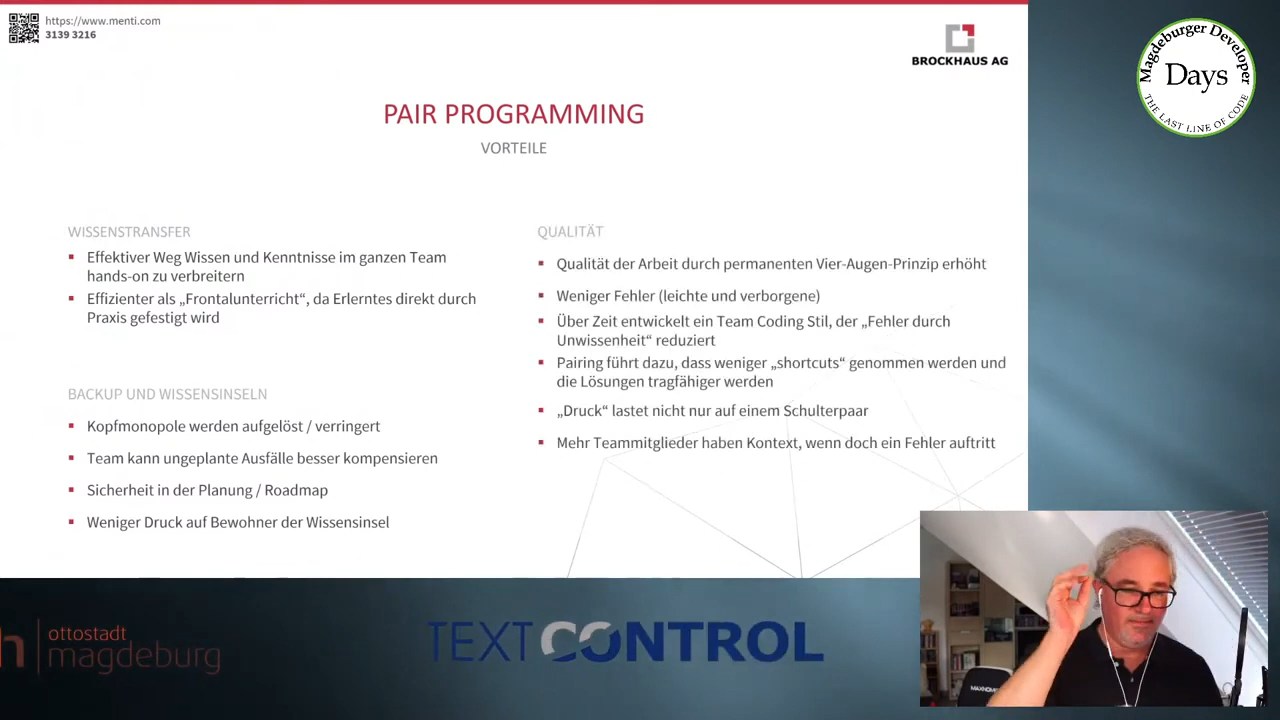 https://www.menti.com
3139 3216
BROCKHAUS AG
Magdeburger Developer
Days
THE LAST LINE OF CODE
PAIR PROGRAMMING
VORTEILE
WISSENSTRANSFER
Effektiver Weg Wissen und Kenntnisse im ganzen Team
hands-on zu verbreitern
Effizienter als „Frontalunterricht“, da Erlerntes direkt durch
Praxis gefestigt wird
BACKUP UND WISSENSINSELN
Kopfmonopole werden aufgelöst / verringert
Team kann ungeplante Ausfälle besser kompensieren
Sicherheit in der Planung / Roadmap
Weniger Druck auf Bewohner der Wissensinsel
QUALITÄT
Qualität der Arbeit durch permanenten Vier-Augen-Prinzip erhöht
Weniger Fehler (leichte und verborgene)
Über Zeit entwickelt ein Team Coding Stil, der „Fehler durch
Unwissenheit“ reduziert
Pairing führt dazu, dass weniger „shortcuts“ genommen werden und
die Lösungen tragfähiger werden
„Druck“ lastet nicht nur auf einem Schulterpaar
Mehr Teammitglieder haben Kontext, wenn doch ein Fehler auftritt
h
ottostadt
magdeburg
TEXT CONTROL